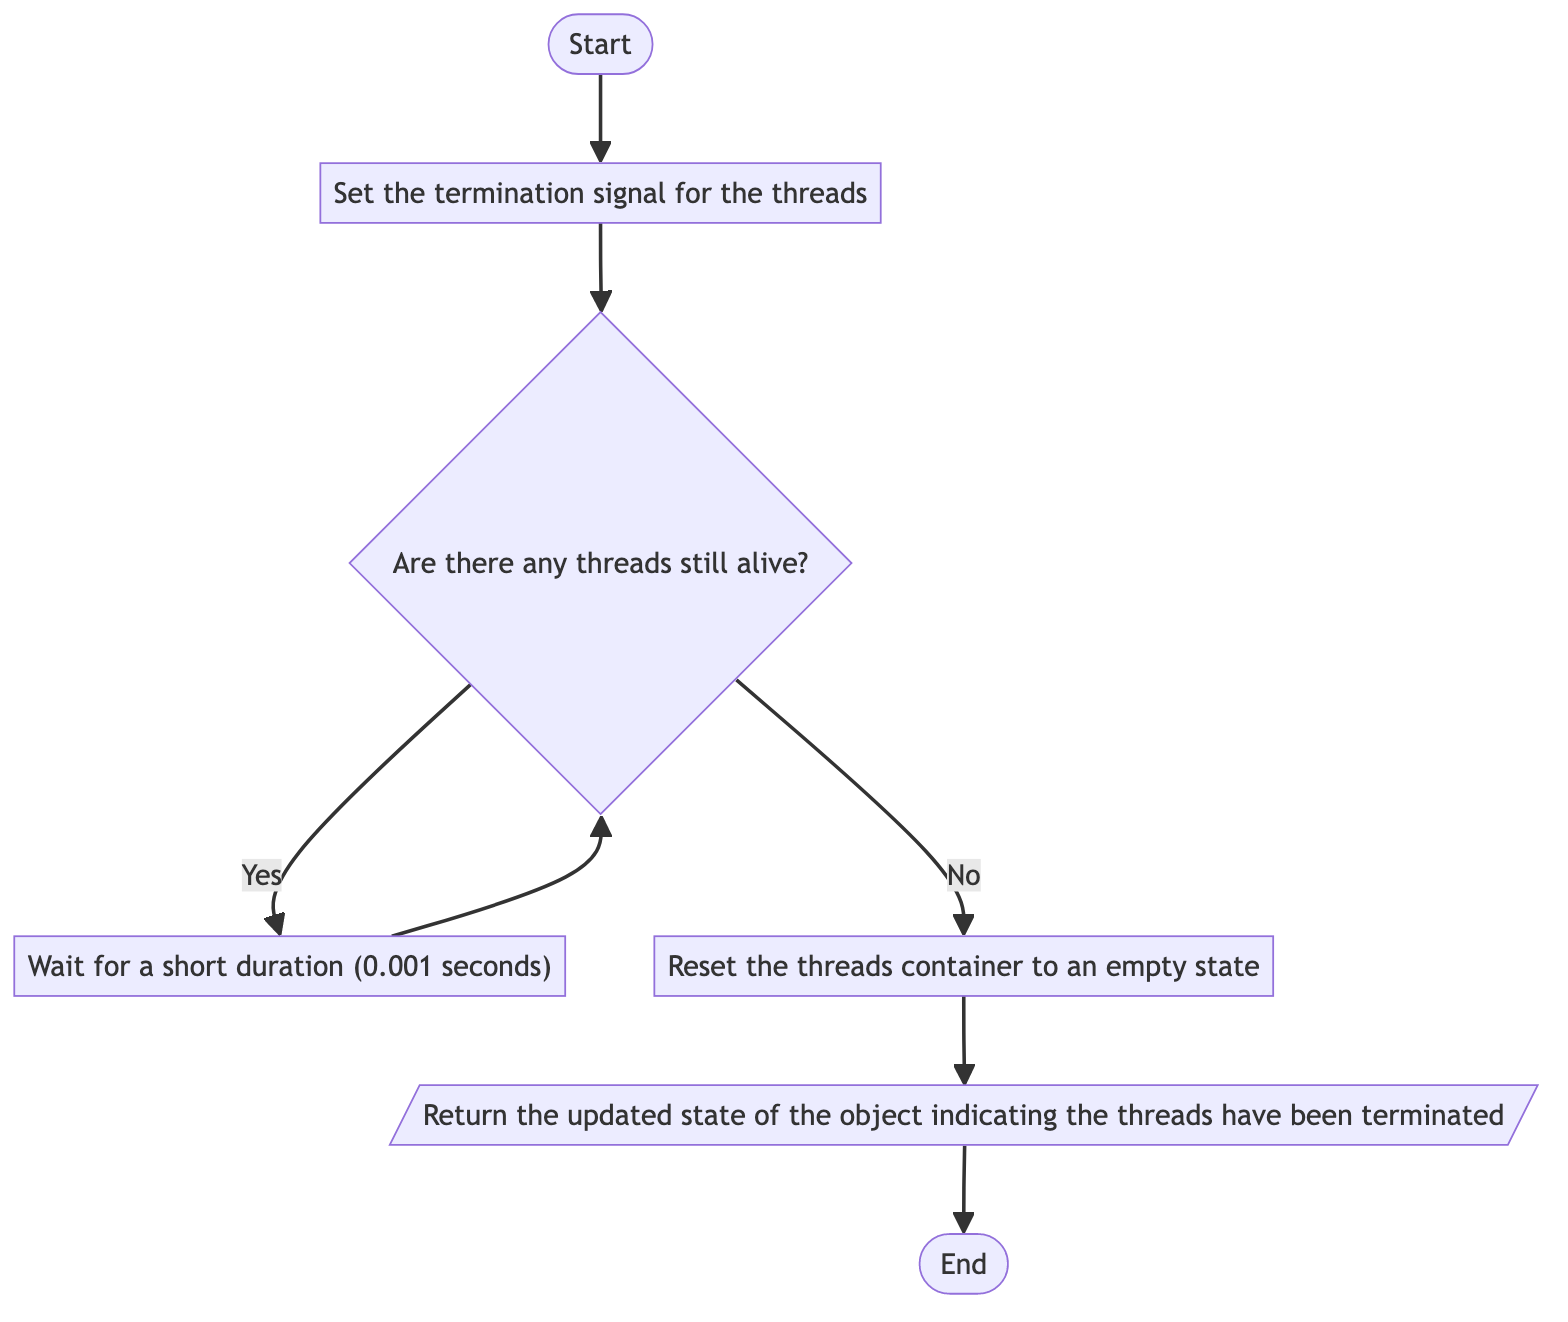 Start
Set the termination signal for the threads
Are there any threads still alive?
Yes
No
Wait for a short duration (0.001 seconds)
Reset the threads container to an empty state
Return the updated state of the object indicating the threads have been terminated
End